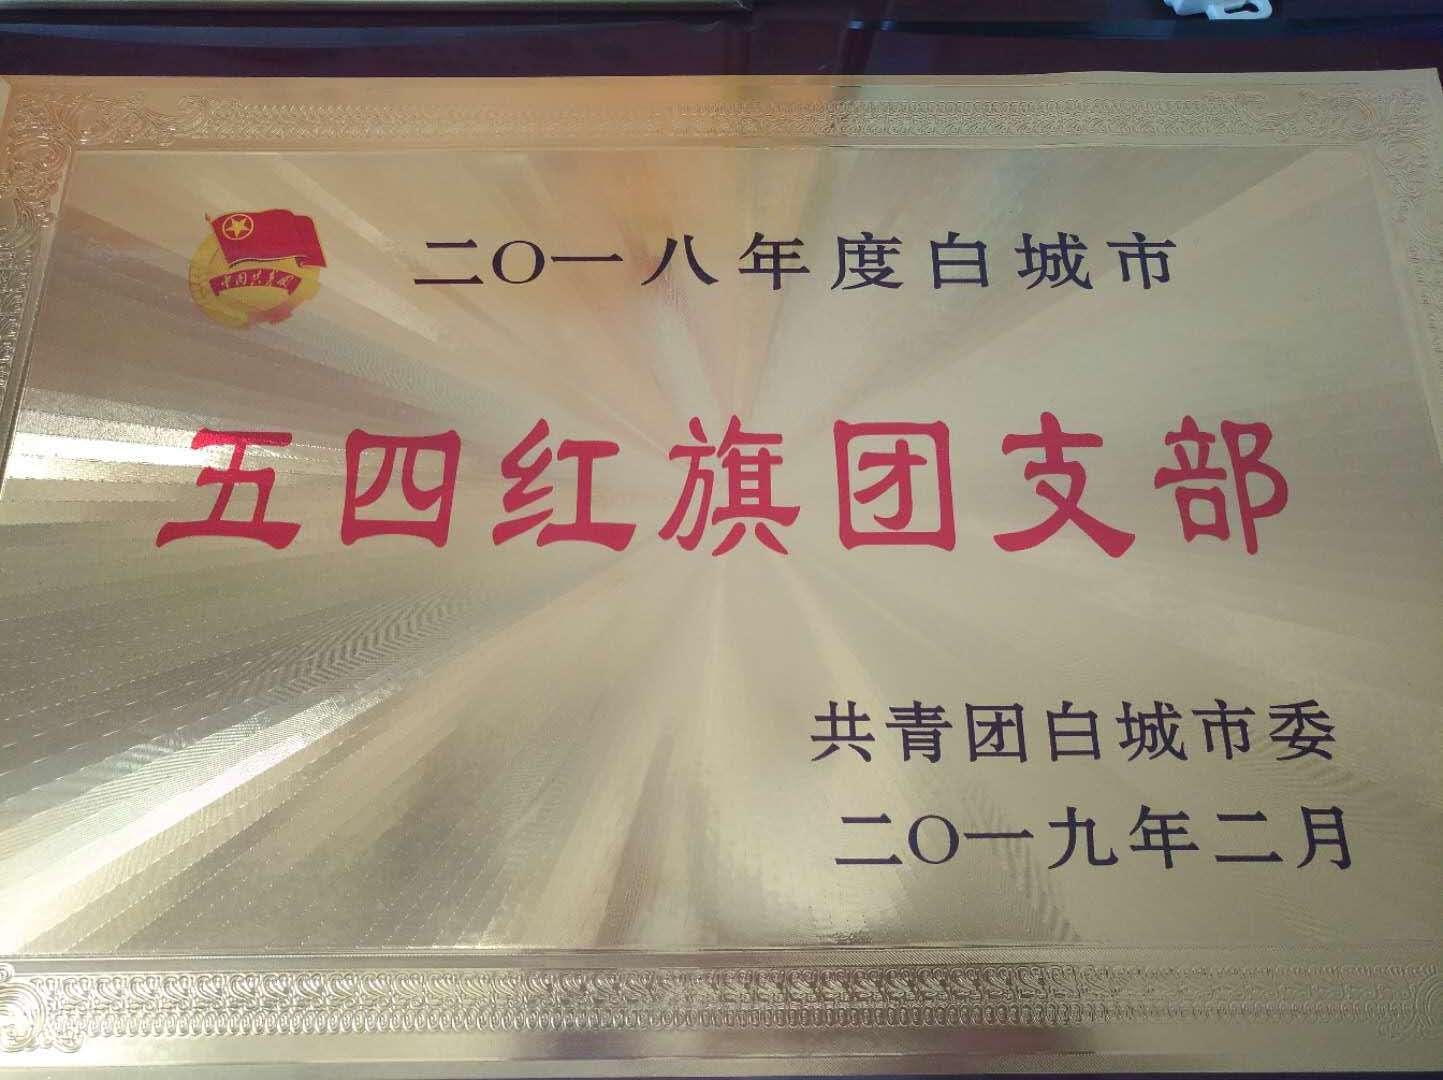 中国共青团
二〇一八年度白城市
五四红旗团支部
共青团白城市委
二〇一九年二月